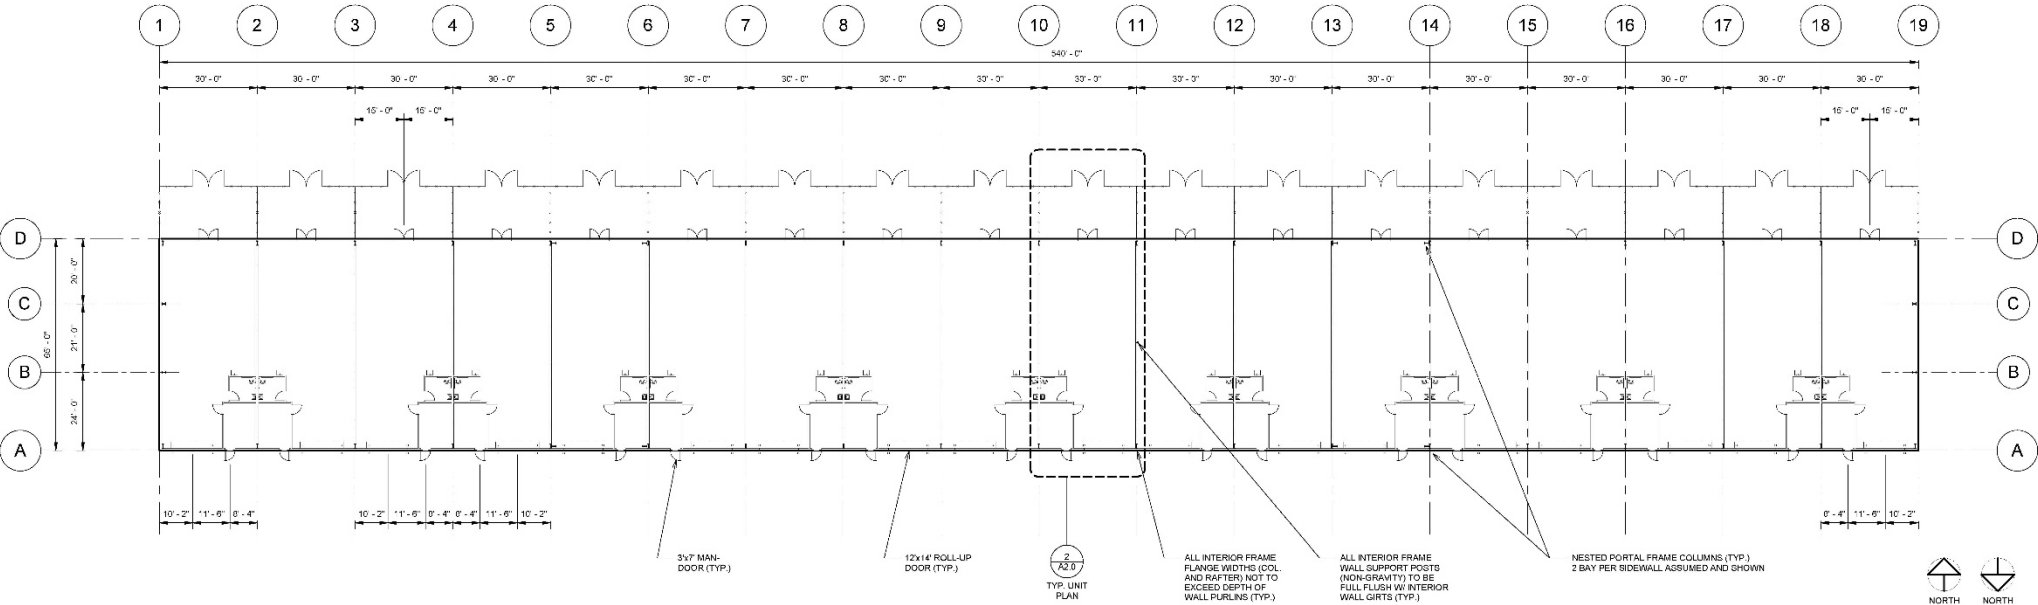 1 2 3 4 5 6 7 8 9 10 11 12 13 14 15 16 17 18 19
540' - 0"
30' - 0" 30' - 0" 30' - 0" 30' - 0" 30' - 0" 30' - 0" 30' - 0" 30' - 0" 30' - 0" 30' - 0" 30' - 0" 30' - 0" 30' - 0" 30' - 0" 30' - 0" 30' - 0" 30' - 0" 30' - 0"
15' - 0" 15' - 0" 15' - 0" 15' - 0"
D D
20' - 0"
C C
65' - 0"
21' - 0"
B B
24' - 0"
A A
10' - 2" 11' - 6" 8' - 4" 10' - 2" 11' - 6" 8' - 4" 8' - 4" 11' - 6" 10' - 2" 8' - 4" 11' - 6" 10' - 2"
3'x7' MAN-
DOOR (TYP.)
12'x14' ROLL-UP
DOOR (TYP.)
2
A2.0
TYP. UNIT
PLAN
ALL INTERIOR FRAME
FLANGE WIDTHS (COL.
AND RAFTER) NOT TO
EXCEED DEPTH OF
WALL PURLINS (TYP.)
ALL INTERIOR FRAME
WALL SUPPORT POSTS
(NON-GRAVITY) TO BE
FULL FLUSH W/ INTERIOR
WALL GIRTS (TYP.)
NESTED PORTAL FRAME COLUMNS (TYP.)
2 BAY PER SIDEWALL ASSUMED AND SHOWN
NORTH NORTH